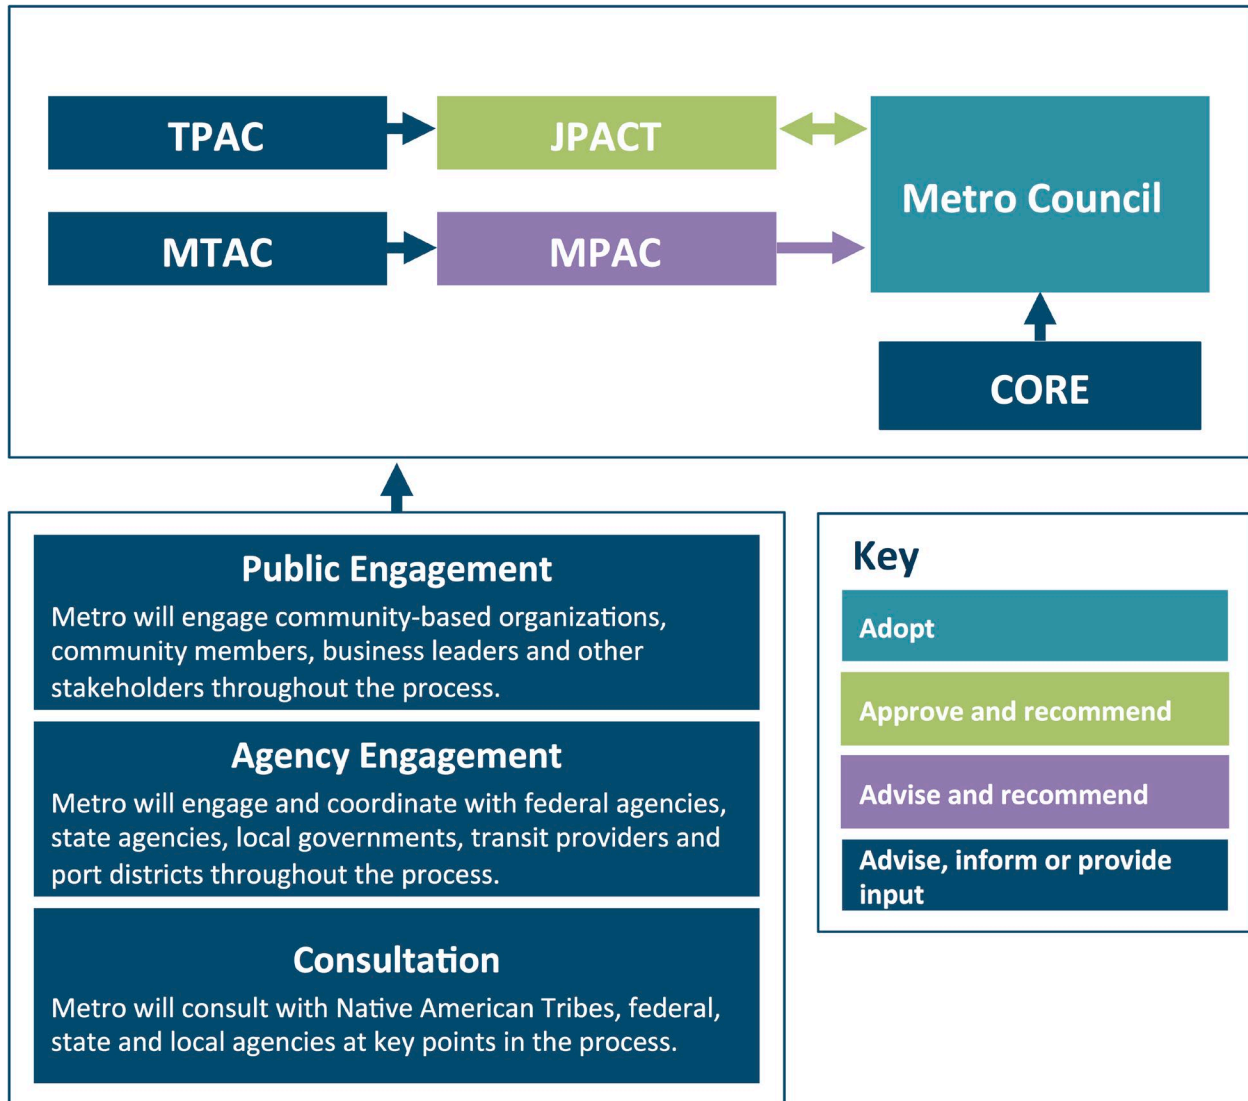 TPAC
JPACT
Metro Council
MTAC
MPAC
CORE
Public Engagement
Metro will engage community-based organizations,
community members, business leaders and other
stakeholders throughout the process.
Agency Engagement
Metro will engage and coordinate with federal agencies,
state agencies, local governments, transit providers and
port districts throughout the process.
Consultation
Metro will consult with Native American Tribes, federal,
state and local agencies at key points in the process.
Key
Adopt
Approve and recommend
Advise and recommend
Advise, inform or provide
input